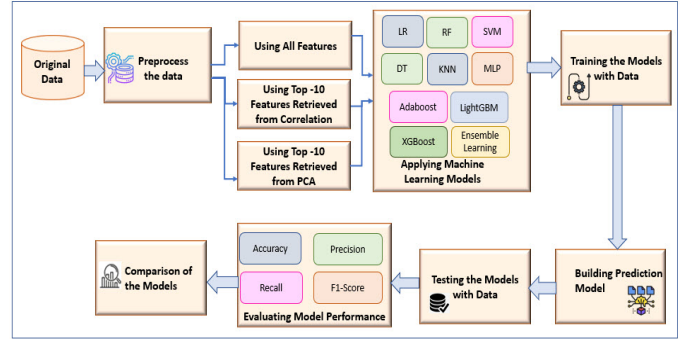 Original
Data
Preprocess
the data
Using All Features
Using Top -10
Features Retrieved
from Correlation
Using Top -10
Features Retrieved
from PCA
LR
RF
SVM
DT
KNN
MLP
Adaboost
LightGBM
XGBoost
Ensemble
Learning
Applying Machine
Learning Models
Training the Models
with Data
Building Prediction
Model
Testing the Models
with Data
Accuracy
Precision
Recall
F1-Score
Evaluating Model Performance
Comparison of
the Models